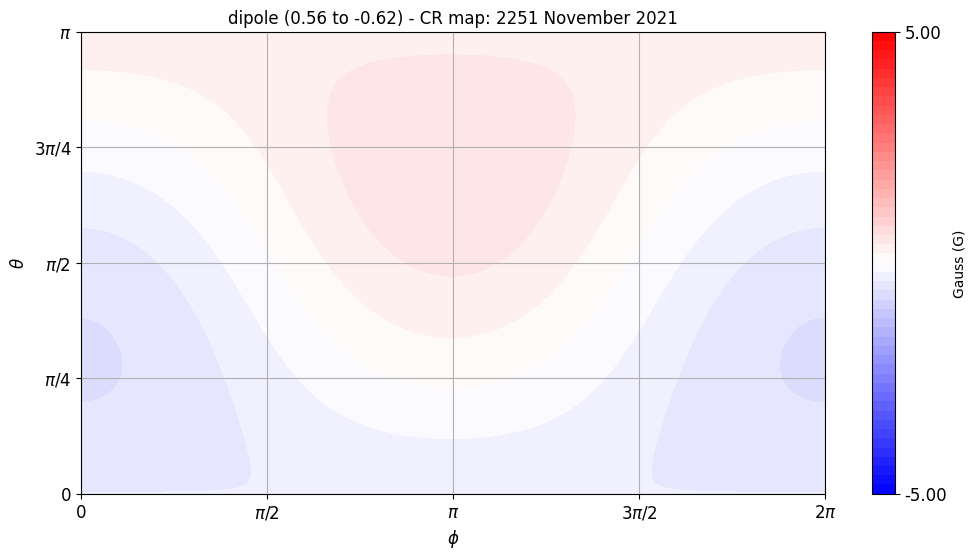 dipole (0.56 to -0.62) - CR map: 2251 November 2021
π
3π/4
π/2
π/4
0
θ
0
π/2
π
3π/2
2π
ϕ
5.00
-5.00
Gauss (G)